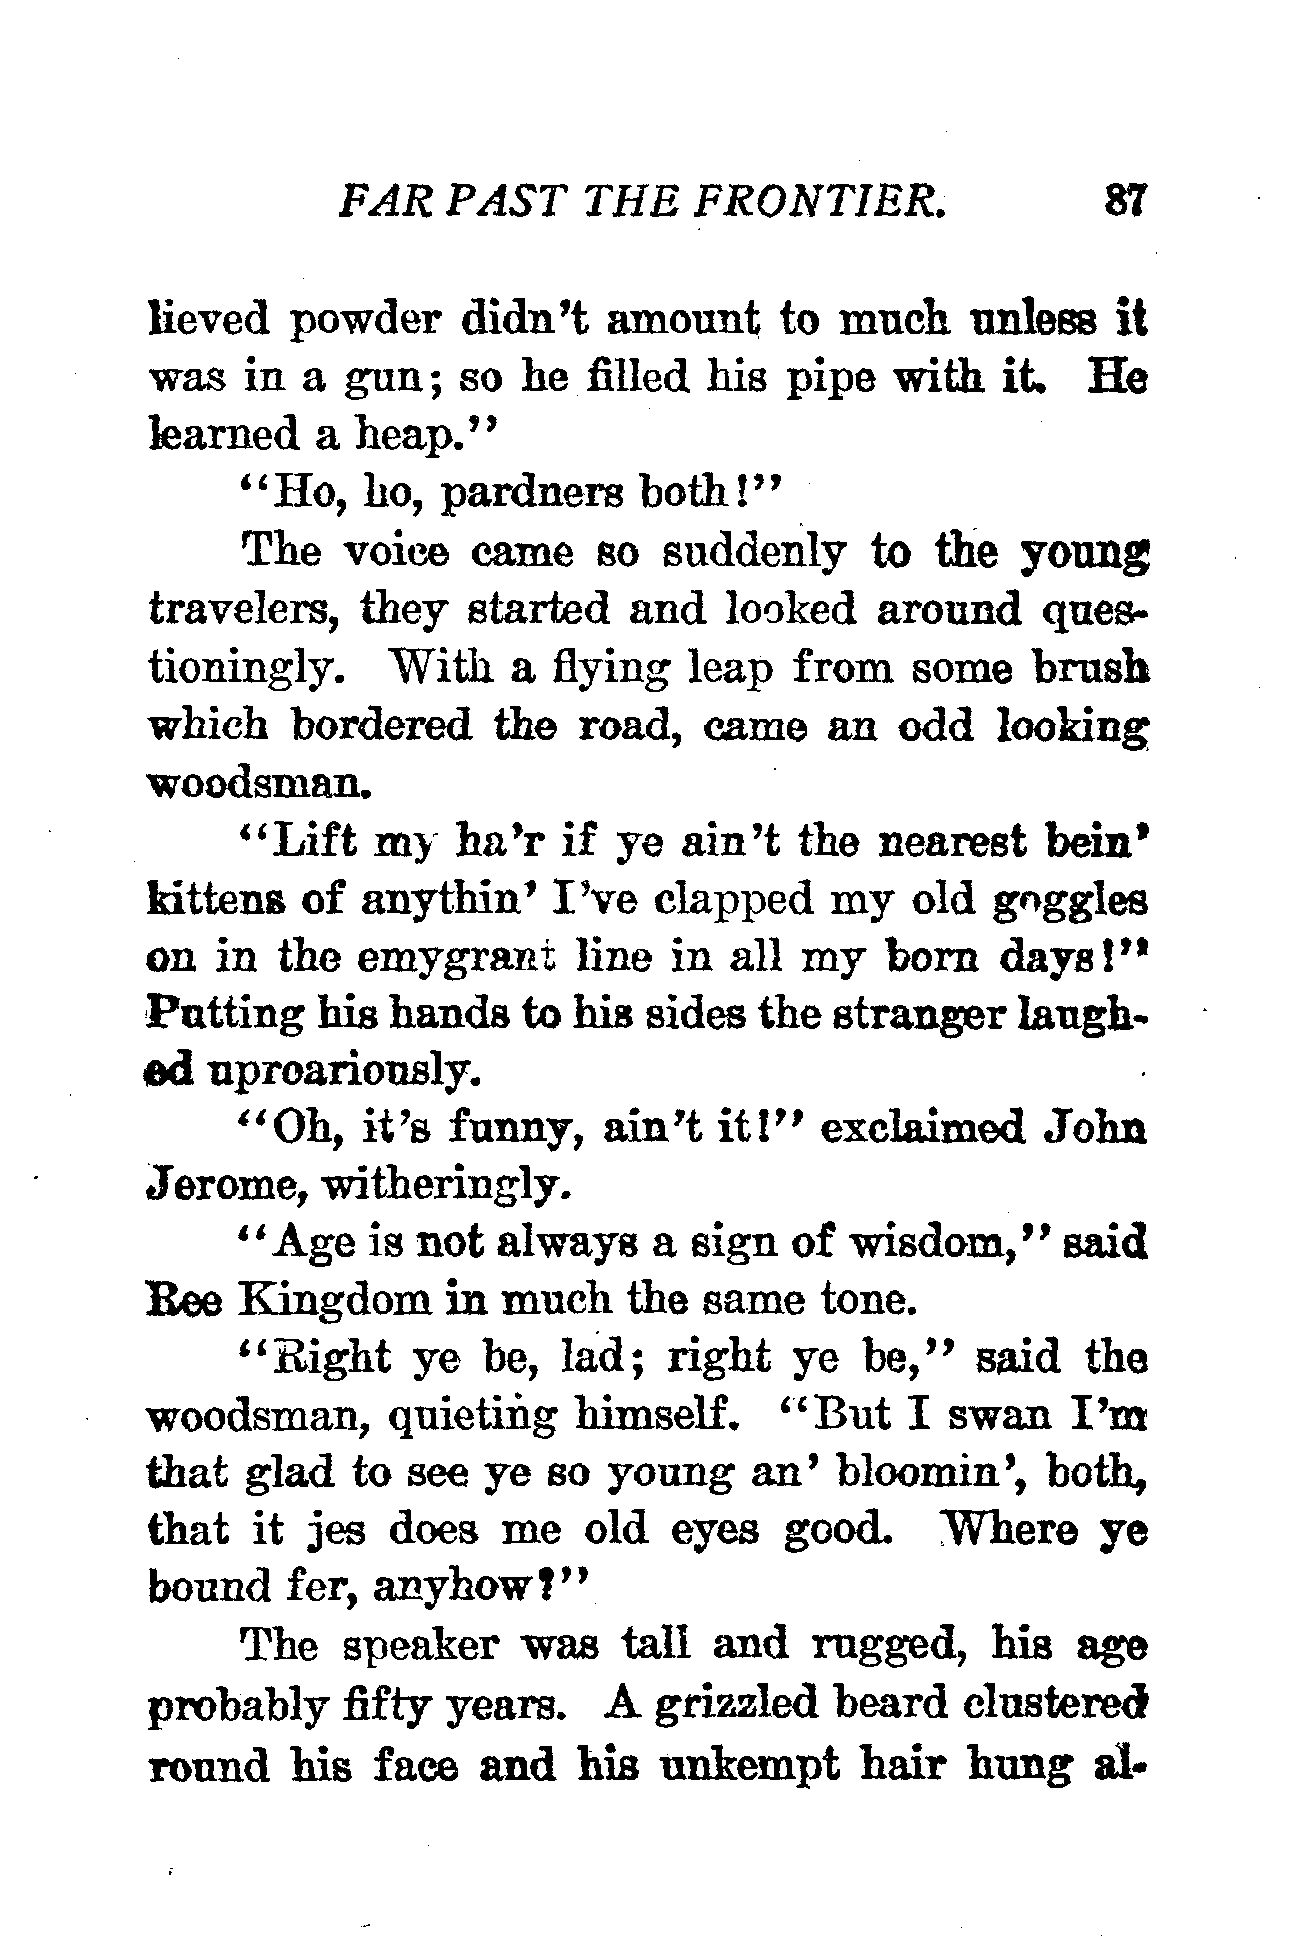 FAR PAST THE FRONTIER. 87
lieved powder didn't amount to much unless it
was in a gun; so he filled his pipe with it. He
learned a heap."
"Ho, ho, pardners both!"
The voice came so suddenly to the young
travelers, they started and looked around ques-
tioningly. With a flying leap from some brush
which bordered the road, came an odd looking
woodsman.
"Lift my ha'r if ye ain't the nearest bein'
kittens of anythin' I've clapped my old goggles
on in the emygrant line in all my born days!"
Putting his hands to his sides the stranger laugh-
ed uproariously.
"Oh, it's funny, ain't it!" exclaimed John
Jerome, witheringly.
"Age is not always a sign of wisdom," said
Ree Kingdom in much the same tone.
"Right ye be, lad; right ye be," said the
woodsman, quieting himself. "But I swan I'm
that glad to see ye so young an' bloomin', both,
that it jes does me old eyes good. Where ye
bound fer, anyhow?"
The speaker was tall and rugged, his age
probably fifty years. A grizzled beard clustered
round his face and his unkempt hair hung al-